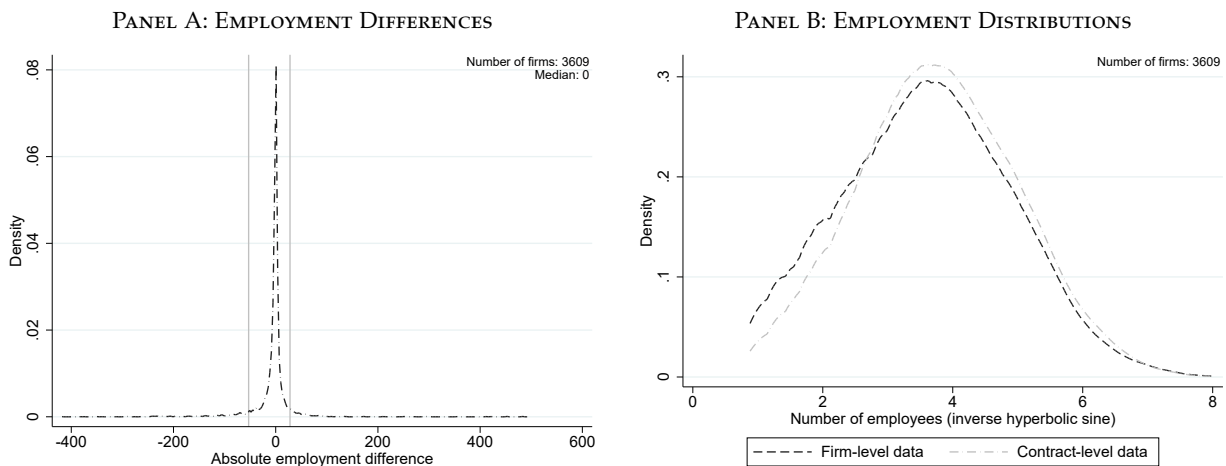 PANEL A: EMPLOYMENT DIFFERENCES
Number of firms: 3609
Median: 0
Density
0
.02
.04
.06
.08
-400
-200
0
200
400
600
Absolute employment difference
PANEL B: EMPLOYMENT DISTRIBUTIONS
Number of firms: 3609
Density
0
.1
.2
.3
0
2
4
6
8
Number of employees (inverse hyperbolic sine)
Firm-level data
Contract-level data